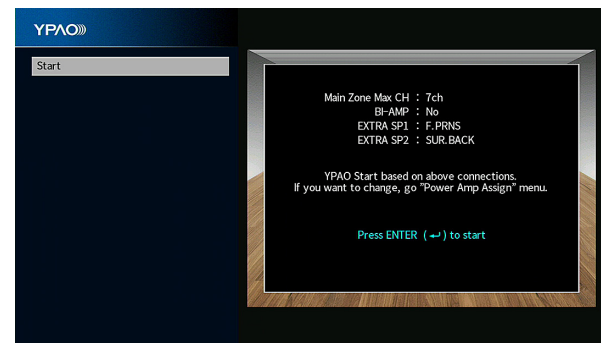 YPAO
Start
Main Zone Max CH : 7ch
BI-AMP : No
EXTRA SP1 : F.PRNS
EXTRA SP2 : SUR.BACK
YPAO Start based on above connections.
If you want to change, go "Power Amp Assign" menu.
Press ENTER ( ↵ ) to start